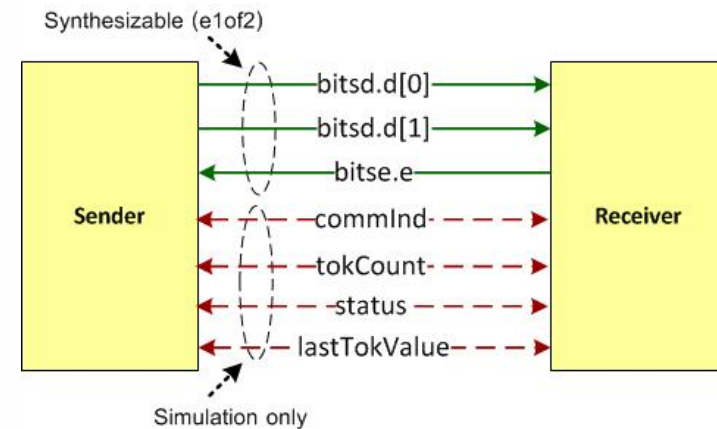 Synthesizable (e1of2)
bitsd.d[0]
bitsd.d[1]
bitse.e
Sender
commInd
Receiver
tokCount
status
lastTokValue
Simulation only